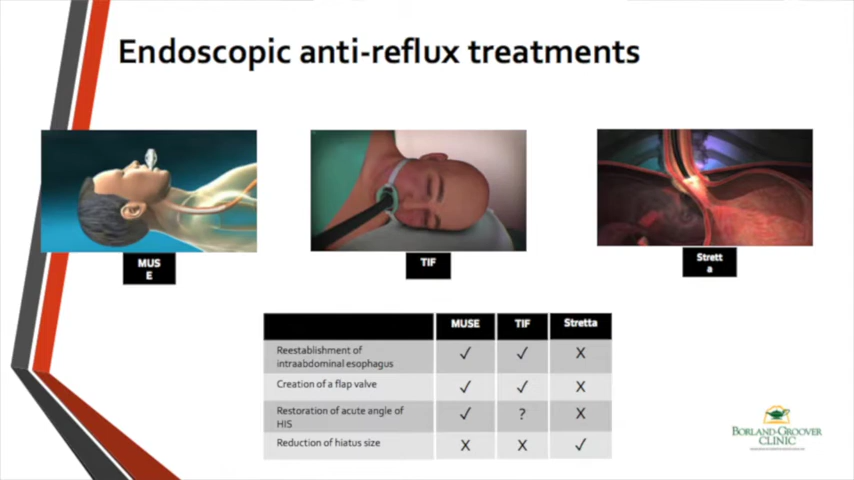 Endoscopic anti-reflux treatments
MUS
E
TIF
Strett
a
MUSE TIF Stretta
Reestablishment of
intraabdominal esophagus ✓ ✓ X
Creation of a flap valve ✓ ✓ X
Restoration of acute angle of
HIS ✓ ? X
Reduction of hiatus size X X ✓
BORLAND-GROOVER
CLINIC